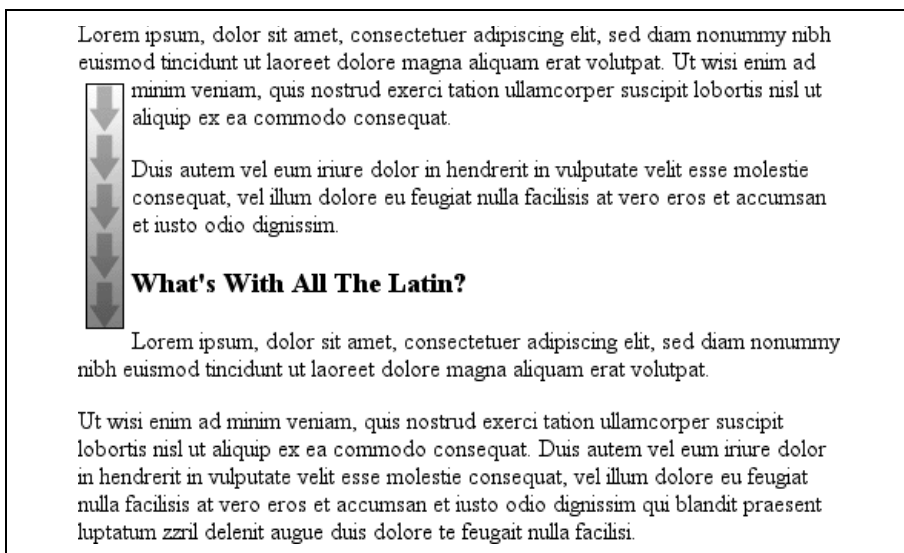 Lorem ipsum, dolor sit amet, consectetuer adipiscing elit, sed diam nonummy nibh
euismod tincidunt ut laoreet dolore magna aliquam erat volutpat. Ut wisi enim ad
minim veniam, quis nostrud exerci tation ullamcorper suscipit lobortis nisl ut
aliquip ex ea commodo consequat.
Duis autem vel eum iriure dolor in hendrerit in vulputate velit esse molestie
consequat, vel illum dolore eu feugiat nulla facilisis at vero eros et accumsan
et iusto odio dignissim.
What's With All The Latin?
Lorem ipsum, dolor sit amet, consectetuer adipiscing elit, sed diam nonummy
nibh euismod tincidunt ut laoreet dolore magna aliquam erat volutpat.
Ut wisi enim ad minim veniam, quis nostrud exerci tation ullamcorper suscipit
lobortis nisl ut aliquip ex ea commodo consequat. Duis autem vel eum iriure dolor
in hendrerit in vulputate velit esse molestie consequat, vel illum dolore eu feugiat
nulla facilisis at vero eros et accumsan et iusto odio dignissim qui blandit praesent
luptatum zzril delenit augue duis dolore te feugait nulla facilisi.